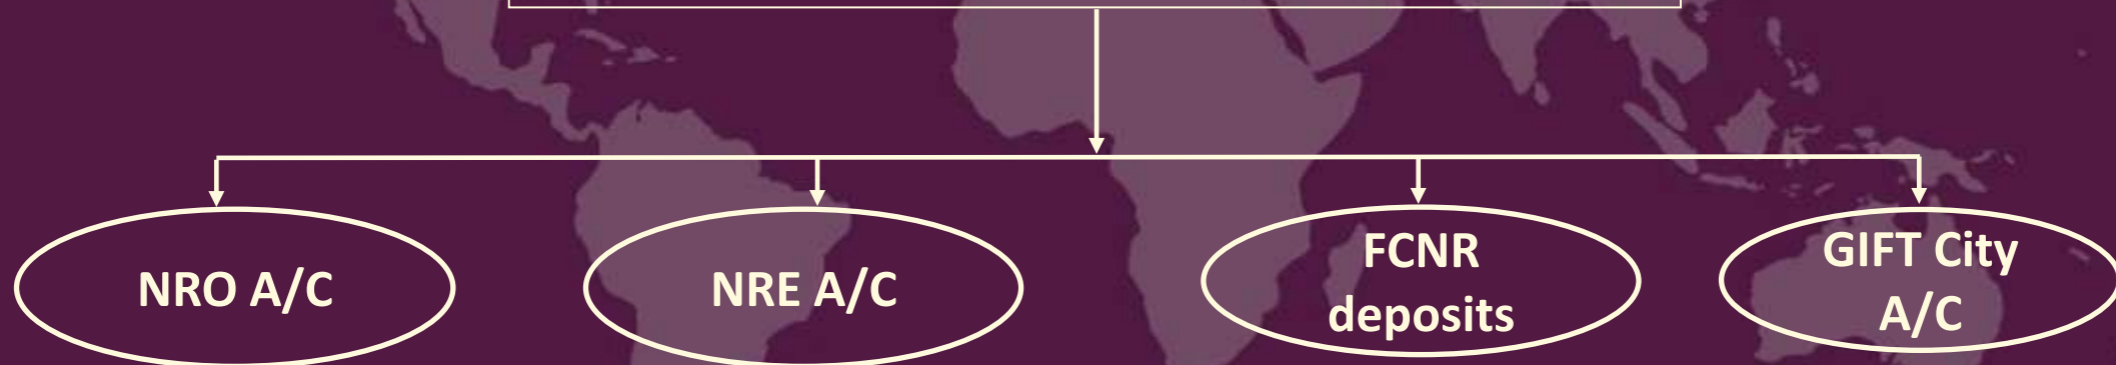 NRO A/C
NRE A/C
FCNR
deposits
GIFT City
A/C